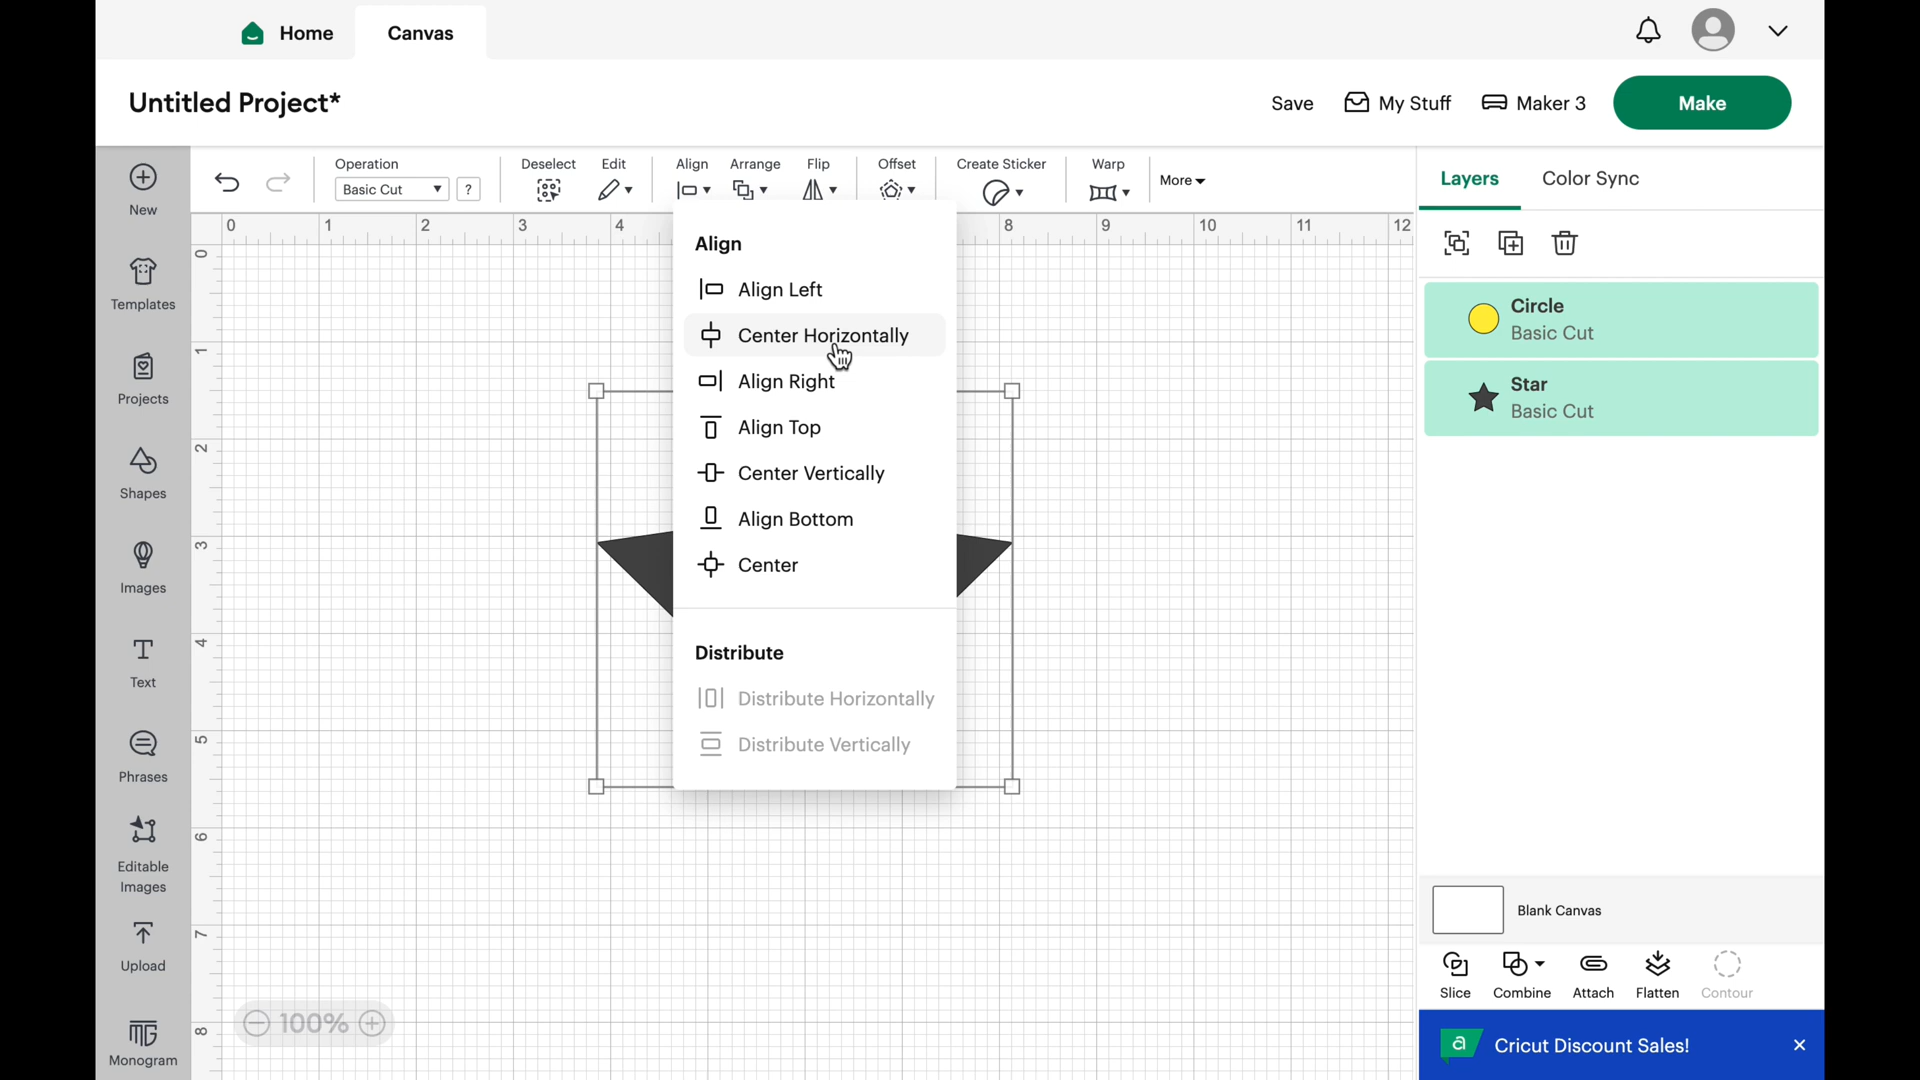 Home
Canvas
Untitled Project*
Save
My Stuff
Maker 3
Make
Operation
Basic Cut
?
Deselect
Edit
Align
Arrange
Flip
Offset
Create Sticker
Warp
More
Layers
Color Sync
New
Templates
Projects
Shapes
Images
Text
Phrases
Editable
Images
Upload
Monogram
0 1 2 3 4 8 9 10 11 12
0
1
2
3
4
5
6
7
8
Align
Align Left
Center Horizontally
Align Right
Align Top
Center Vertically
Align Bottom
Center
Distribute
Distribute Horizontally
Distribute Vertically
100%
Circle
Basic Cut
Star
Basic Cut
Blank Canvas
Slice
Combine
Attach
Flatten
Contour
a
Cricut Discount Sales!